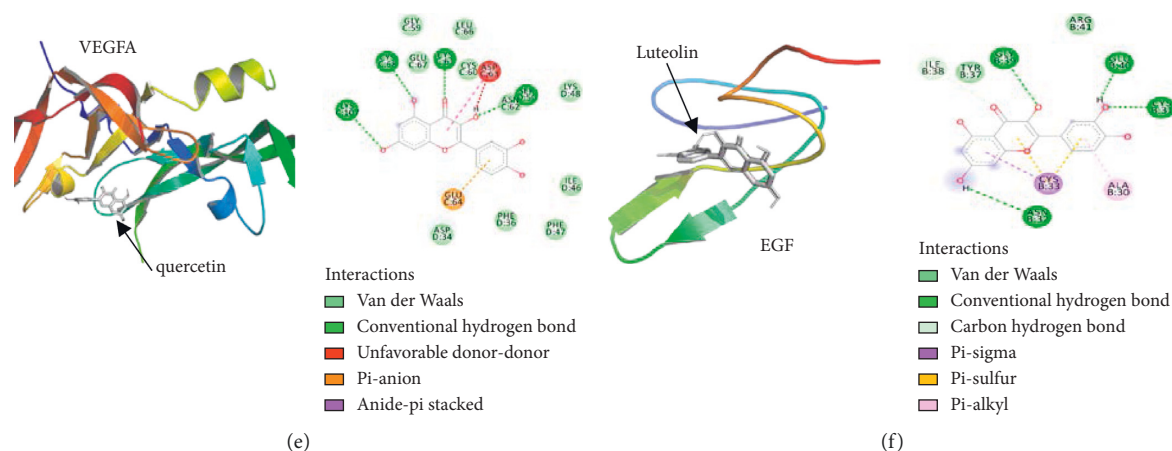 VEGFA
quercetin
GLY
C:59
LEU
C:66
GLU
C:67
CYS
C:60
LYS
D:48
ASP
C:62
GLU
C:64
ILE
D:46
ASP
D:34
PHE
D:36
PHE
D:47
H
O
Interactions
Van der Waals
Conventional hydrogen bond
Unfavorable donor-donor
Pi-anion
Anide-pi stacked
(e)
Luteolin
EGF
ARG
B:41
ILE
B:38
TYR
B:37
H
O
CYS
B:33
ALA
B:30
H
Interactions
Van der Waals
Conventional hydrogen bond
Carbon hydrogen bond
Pi-sigma
Pi-sulfur
Pi-alkyl
(f)